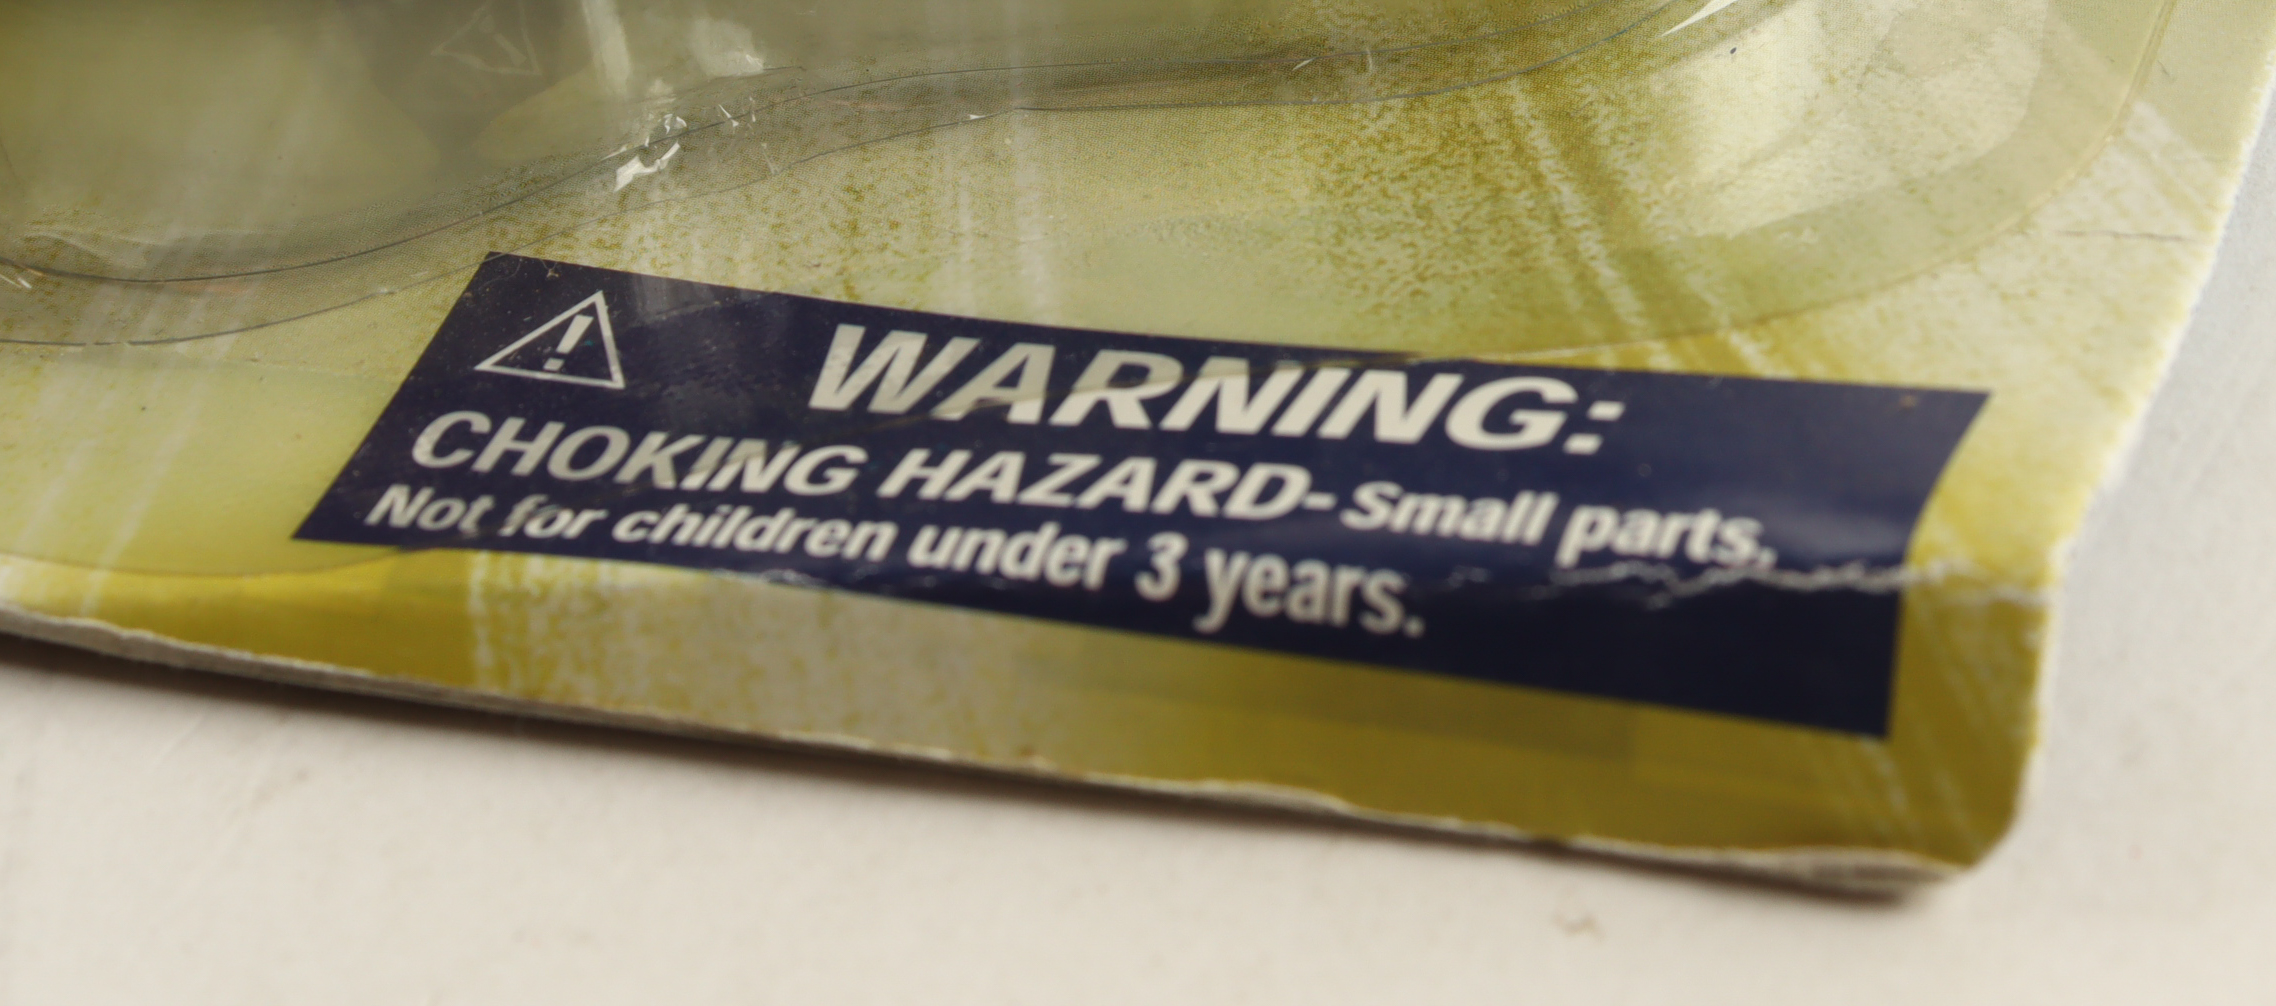 WARNING:
CHOKING HAZARD-Small parts.
Not for children under 3 years.